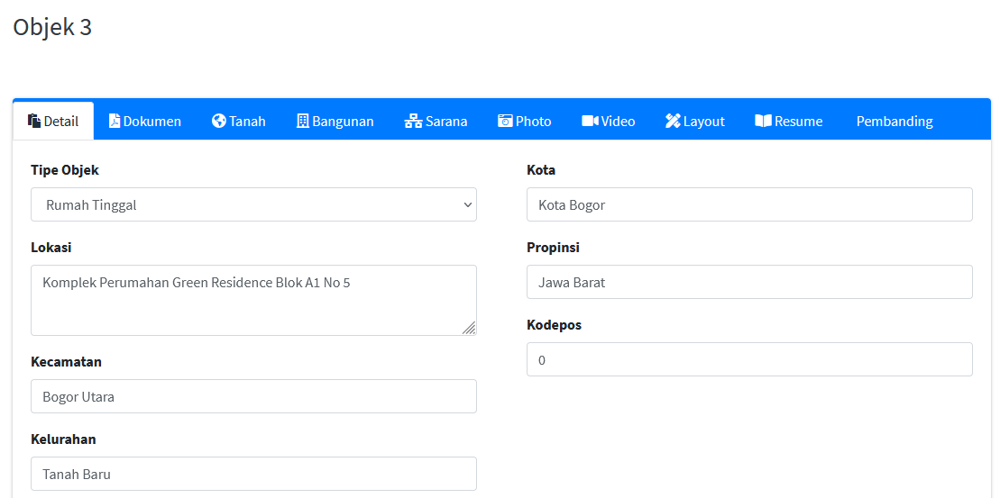 Objek 3
Detail Dokumen Tanah Bangunan Sarana Photo Video Layout Resume Pembanding
Tipe Objek
Rumah Tinggal
Lokasi
Komplek Perumahan Green Residence Blok A1 No 5
Kecamatan
Bogor Utara
Kelurahan
Tanah Baru
Kota
Kota Bogor
Propinsi
Jawa Barat
Kodepos
0